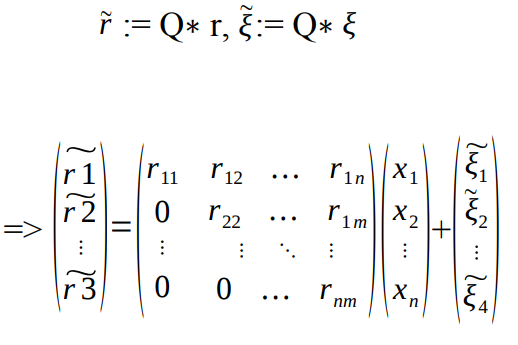 r̃ := Q∗ r, ξ̃:= Q∗ ξ
=> (r̃1 r̃2 ⋮ r̃3) = (r₁₁ r₁₂ … r₁ₙ 0 r₂₂ … r₁ₘ ⋮ ⋮ ⋱ ⋮ 0 0 … rₙₘ) (x₁ x₂ ⋮ xₙ) + (ξ̃₁ ξ̃₂ ⋮ ξ̃₄)